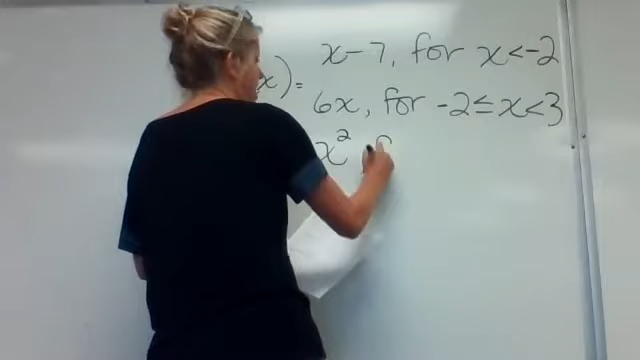 x) = x - 7, for x < -2
6x, for -2 ≤ x < 3
x²